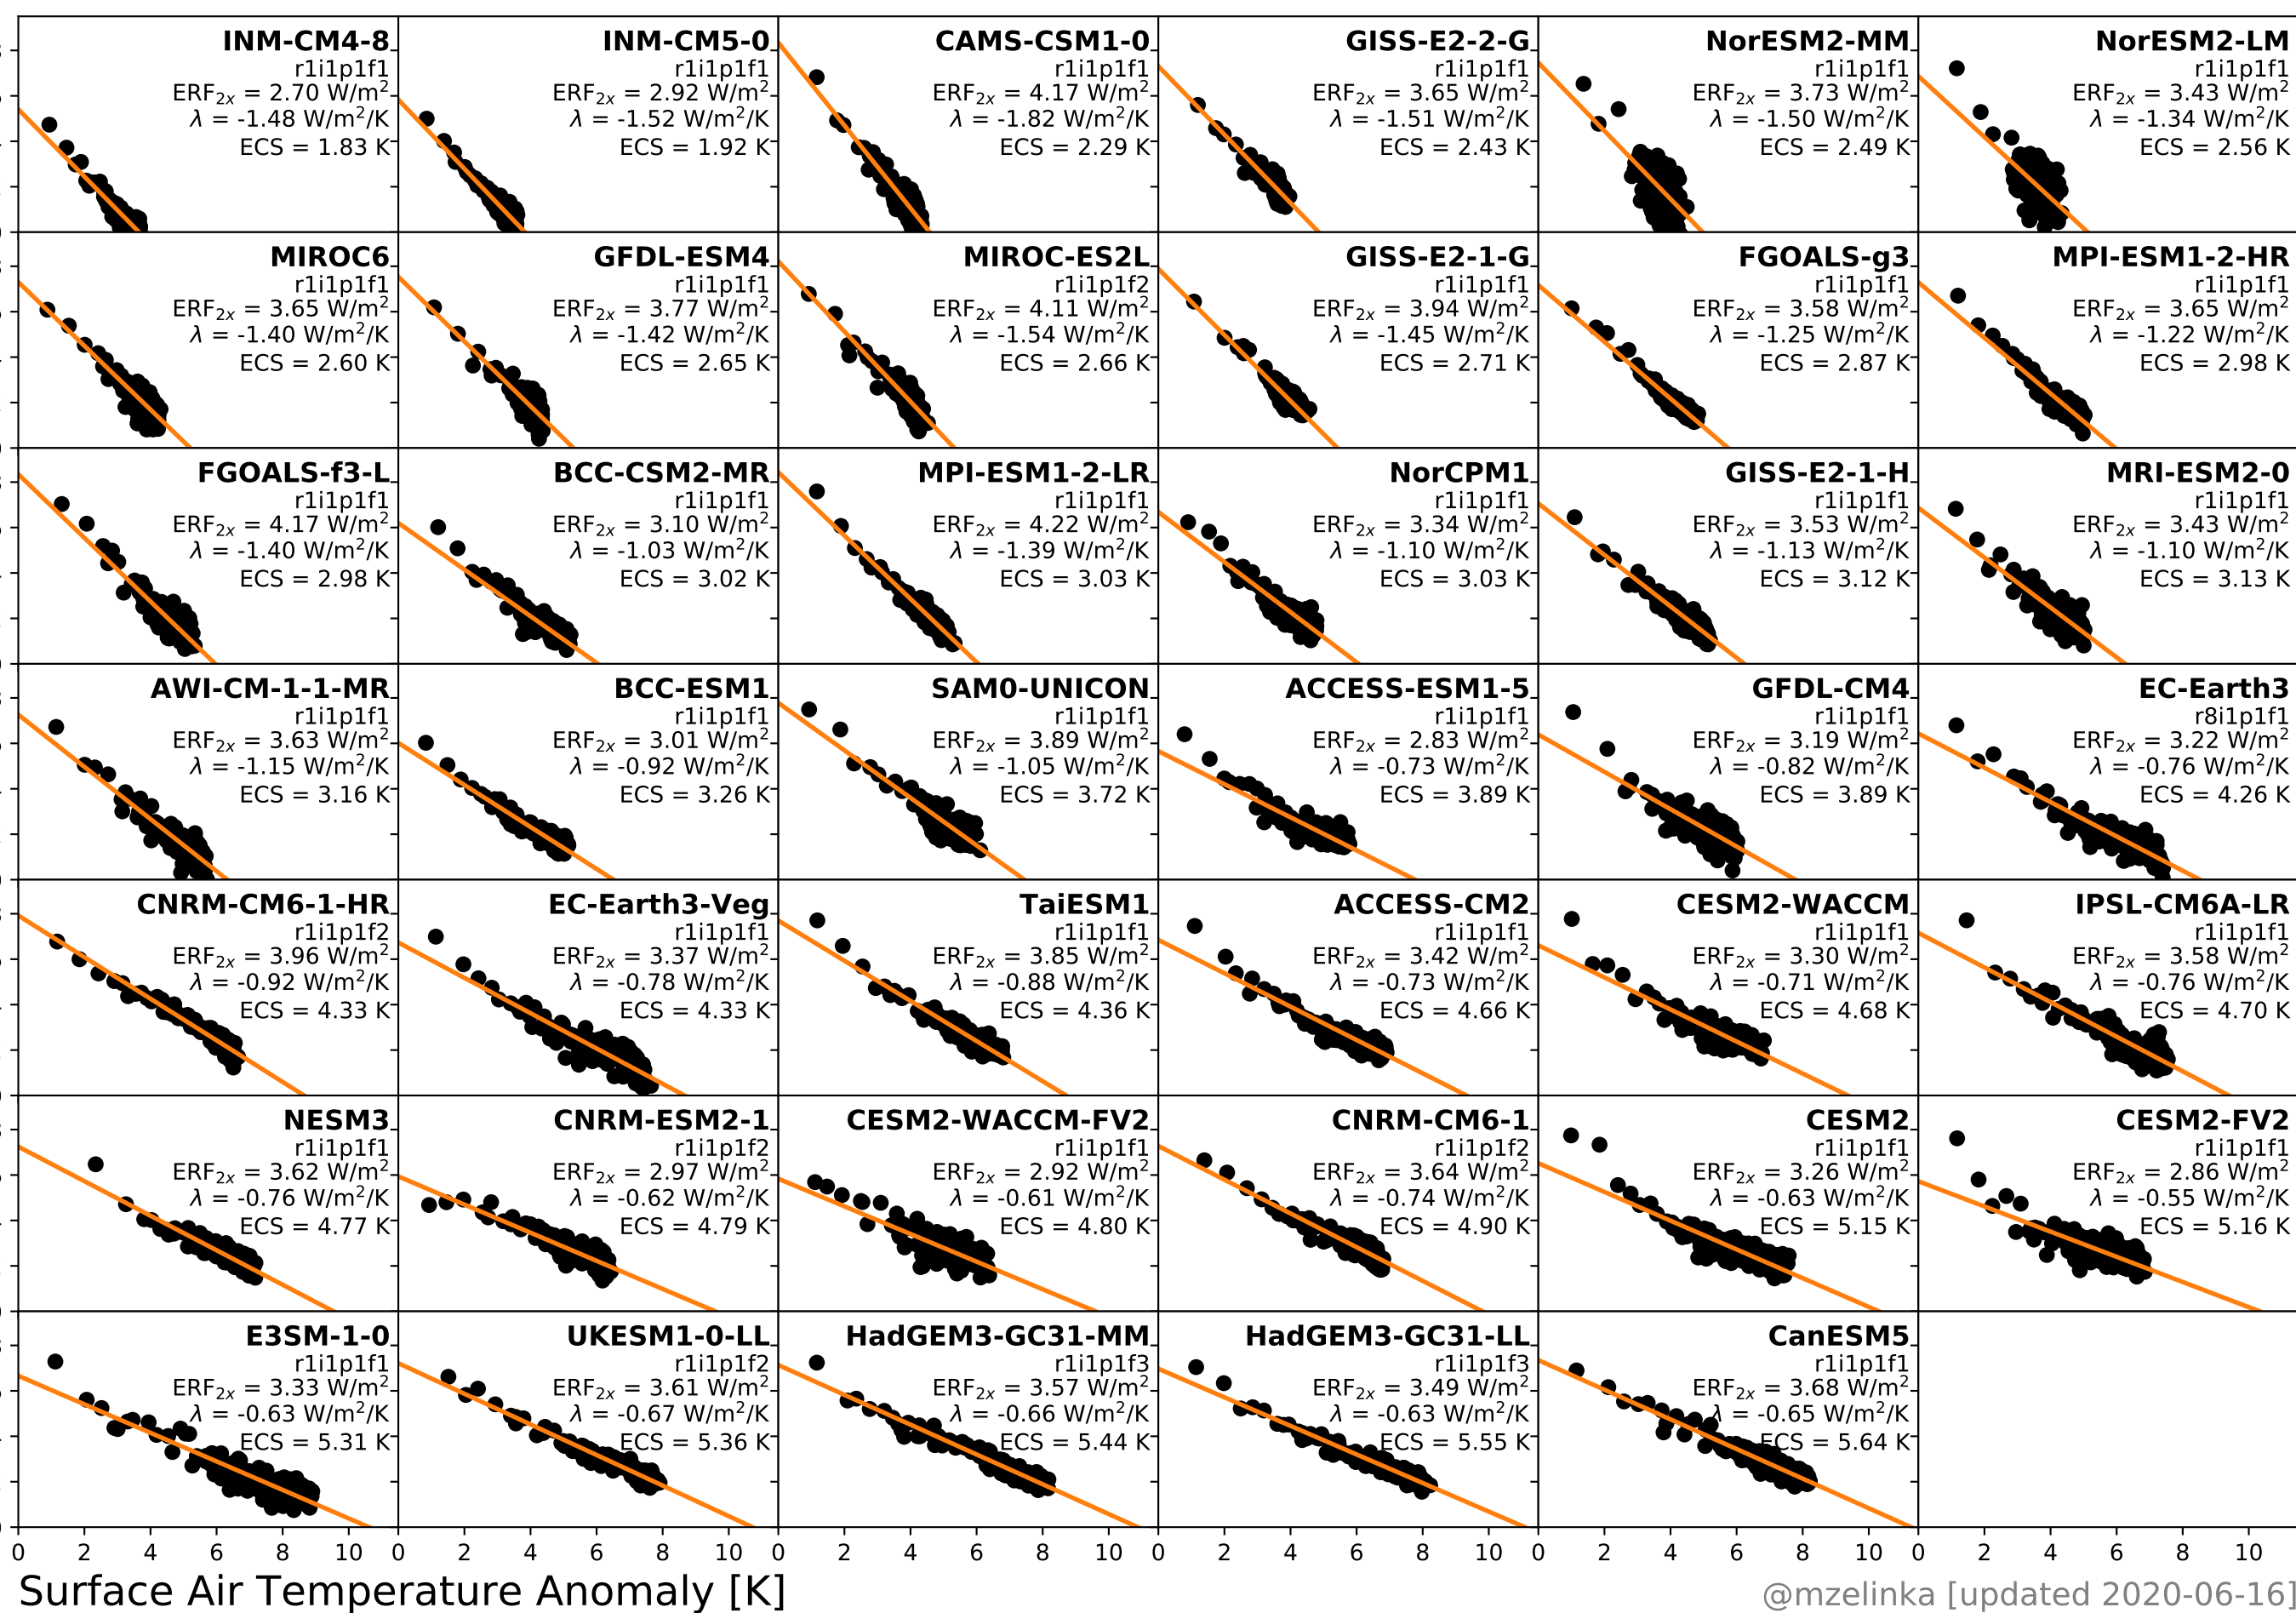 INM-CM4-8
r1i1p1f1
ERF2x = 2.70 W/m2
λ = -1.48 W/m2/K
ECS = 1.83 K
INM-CM5-0
r1i1p1f1
ERF2x = 2.92 W/m2
λ = -1.52 W/m2/K
ECS = 1.92 K
CAMS-CSM1-0
r1i1p1f1
ERF2x = 4.17 W/m2
λ = -1.82 W/m2/K
ECS = 2.29 K
GISS-E2-2-G
r1i1p1f1
ERF2x = 3.65 W/m2
λ = -1.51 W/m2/K
ECS = 2.43 K
NorESM2-MM
r1i1p1f1
ERF2x = 3.73 W/m2
λ = -1.50 W/m2/K
ECS = 2.49 K
NorESM2-LM
r1i1p1f1
ERF2x = 3.43 W/m2
λ = -1.34 W/m2/K
ECS = 2.56 K
MIROC6
r1i1p1f1
ERF2x = 3.65 W/m2
λ = -1.40 W/m2/K
ECS = 2.60 K
GFDL-ESM4
r1i1p1f1
ERF2x = 3.77 W/m2
λ = -1.42 W/m2/K
ECS = 2.65 K
MIROC-ES2L
r1i1p1f2
ERF2x = 4.11 W/m2
λ = -1.54 W/m2/K
ECS = 2.66 K
GISS-E2-1-G
r1i1p1f1
ERF2x = 3.94 W/m2
λ = -1.45 W/m2/K
ECS = 2.71 K
FGOALS-g3
r1i1p1f1
ERF2x = 3.58 W/m2
λ = -1.25 W/m2/K
ECS = 2.87 K
MPI-ESM1-2-HR
r1i1p1f1
ERF2x = 3.65 W/m2
λ = -1.22 W/m2/K
ECS = 2.98 K
FGOALS-f3-L
r1i1p1f1
ERF2x = 4.17 W/m2
λ = -1.40 W/m2/K
ECS = 2.98 K
BCC-CSM2-MR
r1i1p1f1
ERF2x = 3.10 W/m2
λ = -1.03 W/m2/K
ECS = 3.02 K
MPI-ESM1-2-LR
r1i1p1f1
ERF2x = 4.22 W/m2
λ = -1.39 W/m2/K
ECS = 3.03 K
NorCPM1
r1i1p1f1
ERF2x = 3.34 W/m2
λ = -1.10 W/m2/K
ECS = 3.03 K
GISS-E2-1-H
r1i1p1f1
ERF2x = 3.53 W/m2
λ = -1.13 W/m2/K
ECS = 3.12 K
MRI-ESM2-0
r1i1p1f1
ERF2x = 3.43 W/m2
λ = -1.10 W/m2/K
ECS = 3.13 K
AWI-CM-1-1-MR
r1i1p1f1
ERF2x = 3.63 W/m2
λ = -1.15 W/m2/K
ECS = 3.16 K
BCC-ESM1
r1i1p1f1
ERF2x = 3.01 W/m2
λ = -0.92 W/m2/K
ECS = 3.26 K
SAM0-UNICON
r1i1p1f1
ERF2x = 3.89 W/m2
λ = -1.05 W/m2/K
ECS = 3.72 K
ACCESS-ESM1-5
r1i1p1f1
ERF2x = 2.83 W/m2
λ = -0.73 W/m2/K
ECS = 3.89 K
GFDL-CM4
r1i1p1f1
ERF2x = 3.19 W/m2
λ = -0.82 W/m2/K
ECS = 3.89 K
EC-Earth3
r8i1p1f1
ERF2x = 3.22 W/m2
λ = -0.76 W/m2/K
ECS = 4.26 K
CNRM-CM6-1-HR
r1i1p1f2
ERF2x = 3.96 W/m2
λ = -0.92 W/m2/K
ECS = 4.33 K
EC-Earth3-Veg
r1i1p1f1
ERF2x = 3.37 W/m2
λ = -0.78 W/m2/K
ECS = 4.33 K
TaiESM1
r1i1p1f1
ERF2x = 3.85 W/m2
λ = -0.88 W/m2/K
ECS = 4.36 K
ACCESS-CM2
r1i1p1f1
ERF2x = 3.42 W/m2
λ = -0.73 W/m2/K
ECS = 4.66 K
CESM2-WACCM
r1i1p1f1
ERF2x = 3.30 W/m2
λ = -0.71 W/m2/K
ECS = 4.68 K
IPSL-CM6A-LR
r1i1p1f1
ERF2x = 3.58 W/m2
λ = -0.76 W/m2/K
ECS = 4.70 K
NESM3
r1i1p1f1
ERF2x = 3.62 W/m2
λ = -0.76 W/m2/K
ECS = 4.77 K
CNRM-ESM2-1
r1i1p1f2
ERF2x = 2.97 W/m2
λ = -0.62 W/m2/K
ECS = 4.79 K
CESM2-WACCM-FV2
r1i1p1f1
ERF2x = 2.92 W/m2
λ = -0.61 W/m2/K
ECS = 4.80 K
CNRM-CM6-1
r1i1p1f2
ERF2x = 3.64 W/m2
λ = -0.74 W/m2/K
ECS = 4.90 K
CESM2
r1i1p1f1
ERF2x = 3.26 W/m2
λ = -0.63 W/m2/K
ECS = 5.15 K
CESM2-FV2
r1i1p1f1
ERF2x = 2.86 W/m2
λ = -0.55 W/m2/K
ECS = 5.16 K
E3SM-1-0
r1i1p1f1
ERF2x = 3.33 W/m2
λ = -0.63 W/m2/K
ECS = 5.31 K
UKESM1-0-LL
r1i1p1f2
ERF2x = 3.61 W/m2
λ = -0.67 W/m2/K
ECS = 5.36 K
HadGEM3-GC31-MM
r1i1p1f3
ERF2x = 3.57 W/m2
λ = -0.66 W/m2/K
ECS = 5.44 K
HadGEM3-GC31-LL
r1i1p1f3
ERF2x = 3.49 W/m2
λ = -0.63 W/m2/K
ECS = 5.55 K
CanESM5
r1i1p1f1
ERF2x = 3.68 W/m2
λ = -0.65 W/m2/K
ECS = 5.64 K
0 2 4 6 8 10 0 2 4 6 8 10 0 2 4 6 8 10 0 2 4 6 8 10 0 2 4 6 8 10 0 2 4 6 8 10
Surface Air Temperature Anomaly [K]
@mzelinka [updated 2020-06-16]